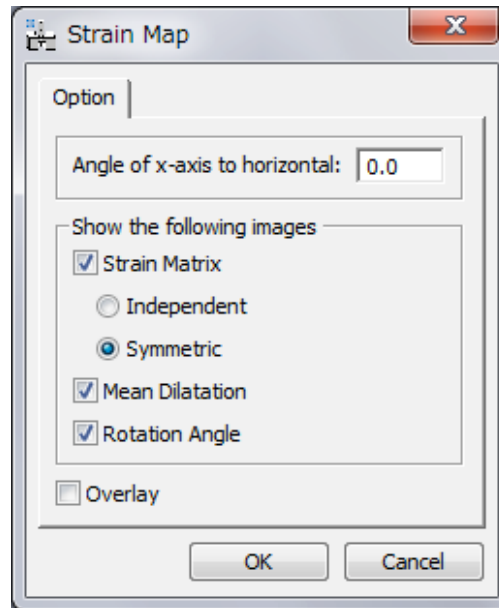 Strain Map
Option
Angle of x-axis to horizontal: 0.0
Show the following images
Strain Matrix
Independent
Symmetric
Mean Dilatation
Rotation Angle
Overlay
OK Cancel